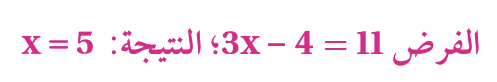 الفرض 3x − 4 = 11؛ النتيجة: x = 5